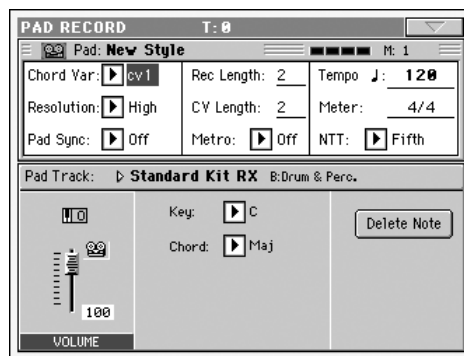 PAD RECORD T: 0
Pad: New Style M: 1
Chord Var: cv1 Rec Length: 2 Tempo ♩: 120
Resolution: High CV Length: 2 Meter: 4/4
Pad Sync: Off Metro: Off NTT: Fifth
Pad Track: Standard Kit RX B:Drum & Perc.
0 Key: C Delete Note
Chord: Maj
100
VOLUME